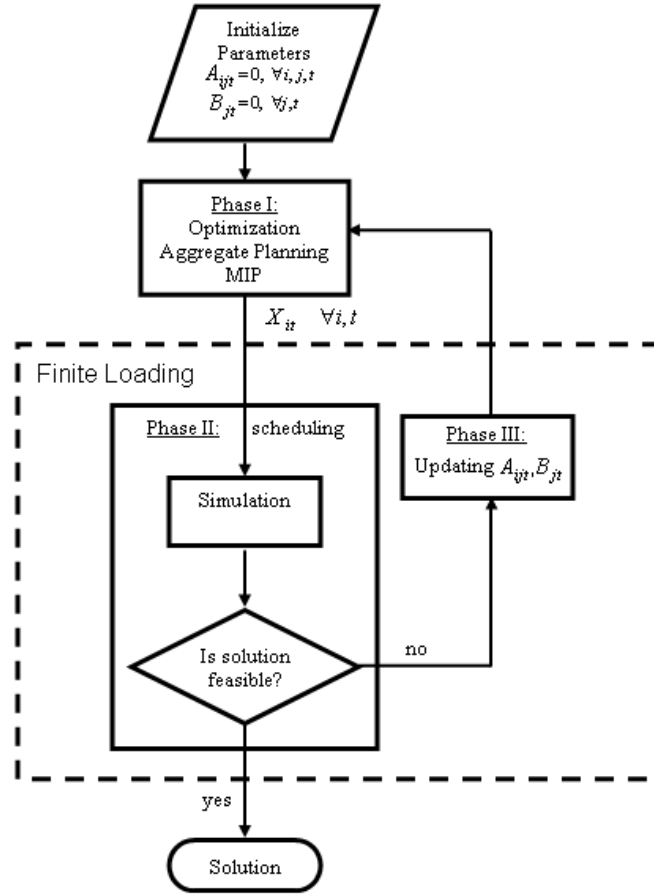 Initialize
Parameters
A_ijt=0, ∀i,j,t
B_jt=0, ∀j,t
Phase I:
Optimization
Aggregate Planning
MIP
X_it ∀i,t
Finite Loading
Phase II: scheduling
Simulation
Is solution
feasible?
no
Phase III:
Updating A_ijt,B_jt
yes
Solution